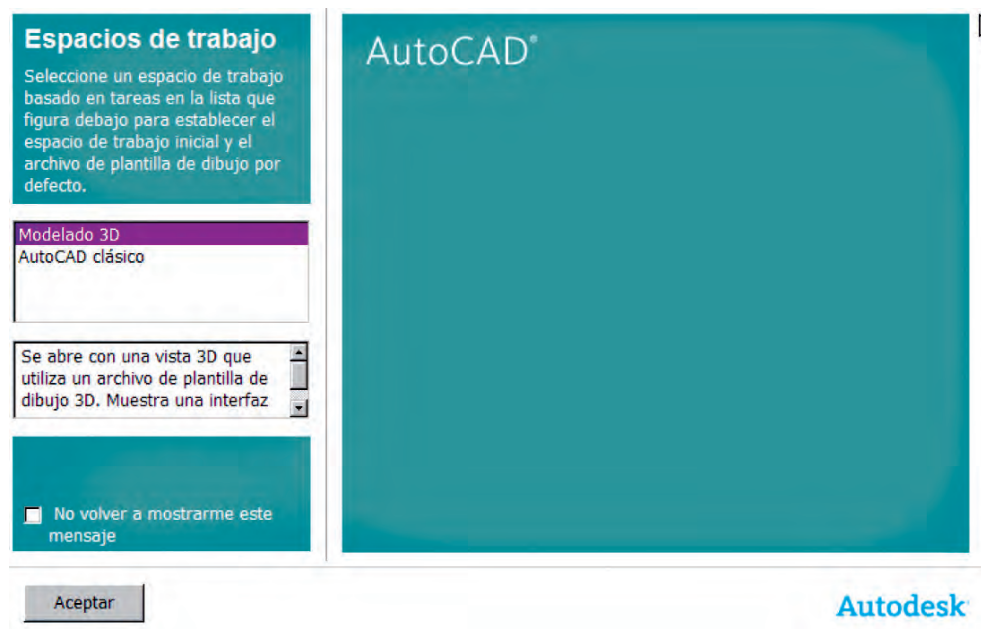 Espacios de trabajo
Seleccione un espacio de trabajo
basado en tareas en la lista que
figura debajo para establecer el
espacio de trabajo inicial y el
archivo de plantilla de dibujo por
defecto.
Modelado 3D
AutoCAD clásico
Se abre con una vista 3D que
utiliza un archivo de plantilla de
dibujo 3D. Muestra una interfaz
No volver a mostrarme este
mensaje
Aceptar
AutoCAD®
Autodesk